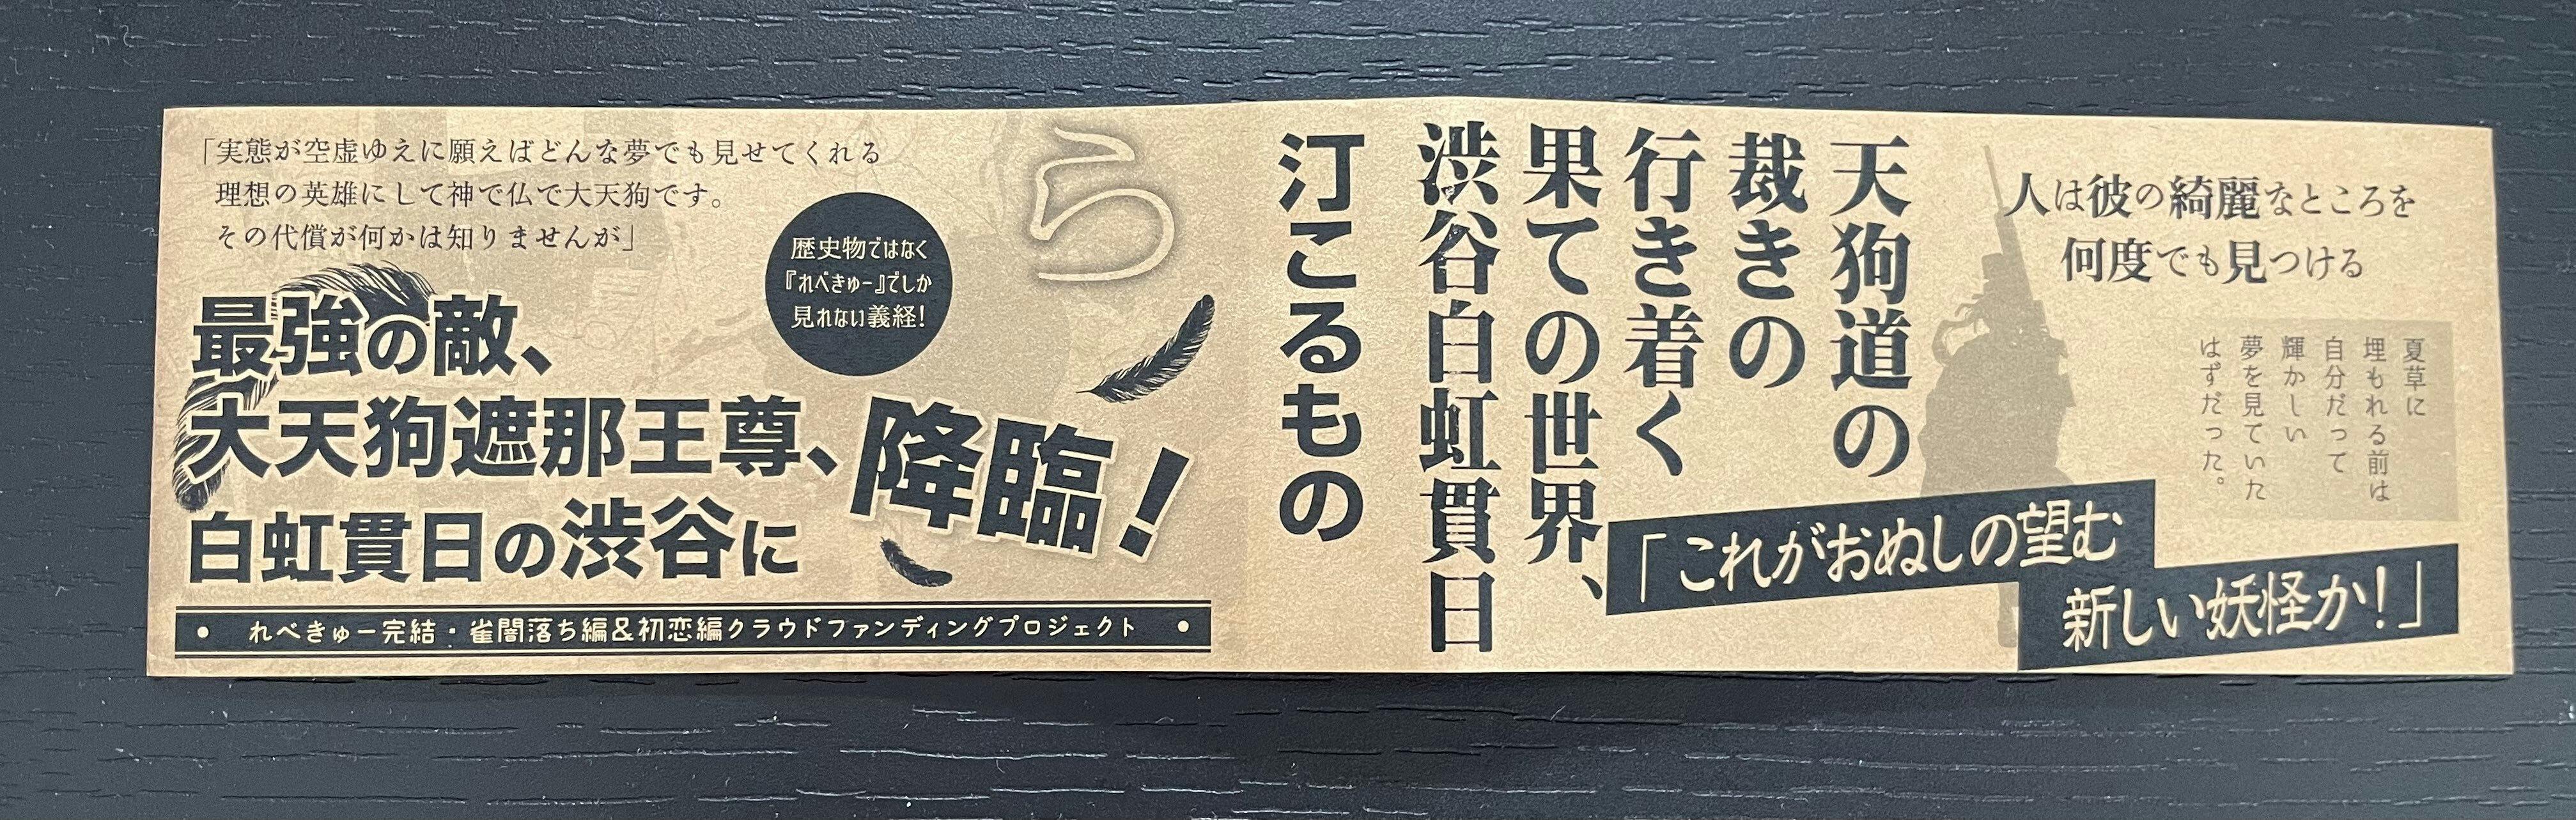 「実態が空虚ゆえに願えばどんな夢でも見せてくれる
理想の英雄にして神で仏で大天狗です。
その代償が何かは知りませんが」
歴史物ではなく
『れべきゅー』でしか
見れない義経!
ら
最強の敵、
大天狗遮那王尊、降臨!
白虹貫日の渋谷に
れべきゅー完結・雀闇落ち編&初恋編クラウドファンディングプロジェクト
天狗道の
裁きの
行き着く
果ての世界、
渋谷白虹貫日
汀こるもの
人は彼の綺麗なところを
何度でも見つける
夏草に
埋もれる前は
自分だって
輝かしい
夢を見ていた
はずだった。
「これがおぬしの望む
新しい妖怪か!」